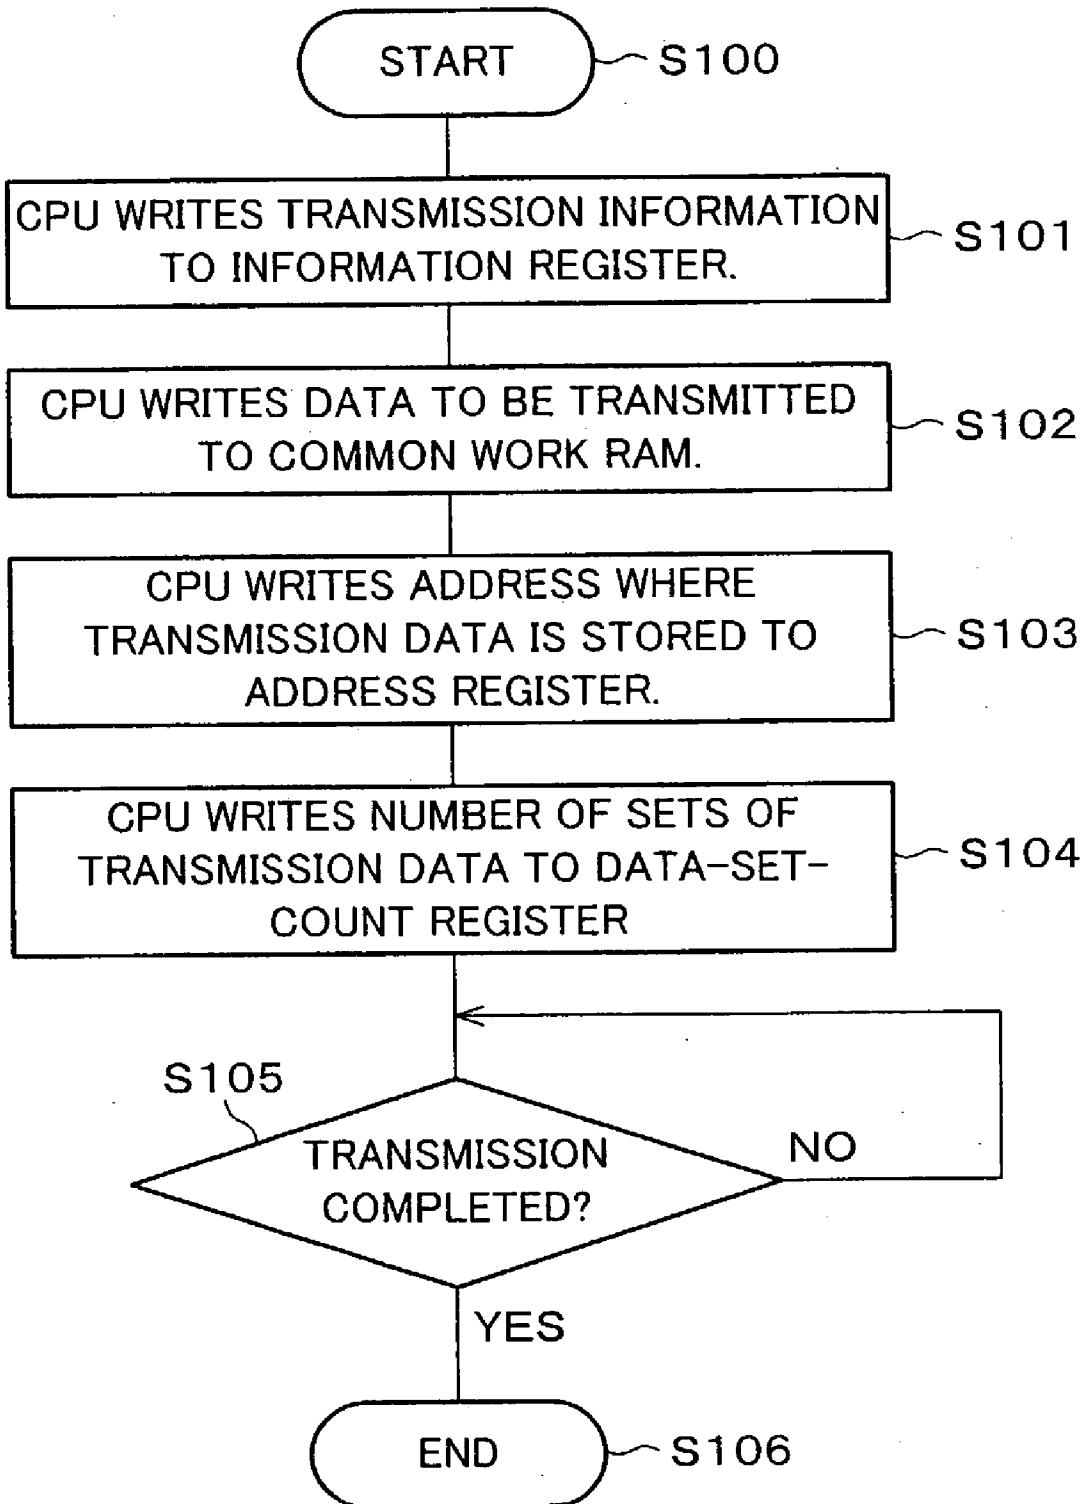 START
S100
CPU WRITES TRANSMISSION INFORMATION
TO INFORMATION REGISTER.
S101
CPU WRITES DATA TO BE TRANSMITTED
TO COMMON WORK RAM.
S102
CPU WRITES ADDRESS WHERE
TRANSMISSION DATA IS STORED TO
ADDRESS REGISTER.
S103
CPU WRITES NUMBER OF SETS OF
TRANSMISSION DATA TO DATA-SET-
COUNT REGISTER
S104
S105
TRANSMISSION
COMPLETED?
NO
YES
END
S106